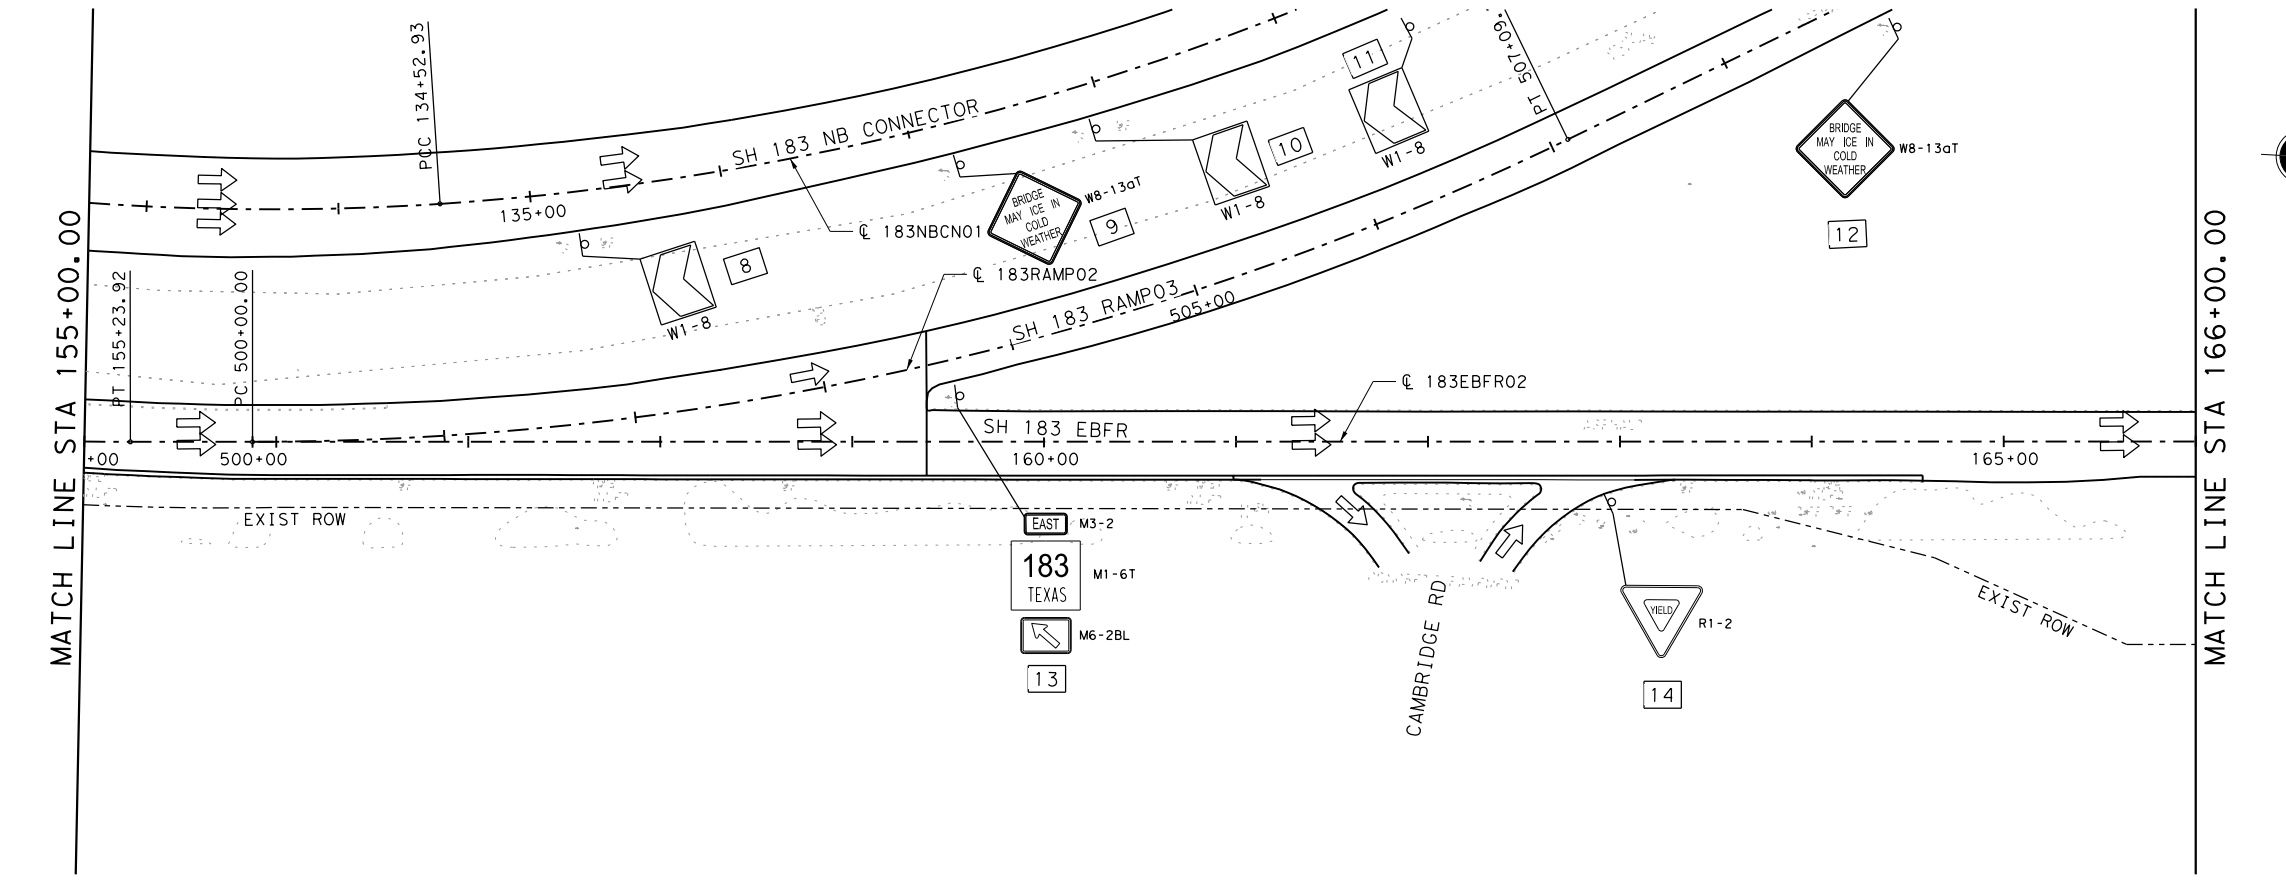 MATCH LINE STA 155+00.00
PCC 134+52.93
PT 155+23.92
PC 500+00.00
135+00
SH 183 NB CONNECTOR
℄ 183NBCN01
℄ 183RAMP02
W1-8
8
BRIDGE
MAY ICE IN
COLD
WEATHER
W8-13aT
9
W1-8
10
W1-8
11
PT 507+09.
BRIDGE
MAY ICE IN
COLD
WEATHER
W8-13aT
12
SH 183 RAMP03
505+00
℄ 183EBFR02
SH 183 EBFR
+00
500+00
160+00
165+00
EXIST ROW
EAST
M3-2
183
TEXAS
M1-6T
M6-2BL
13
CAMBRIDGE RD
YIELD
R1-2
14
EXIST ROW
MATCH LINE STA 166+00.00